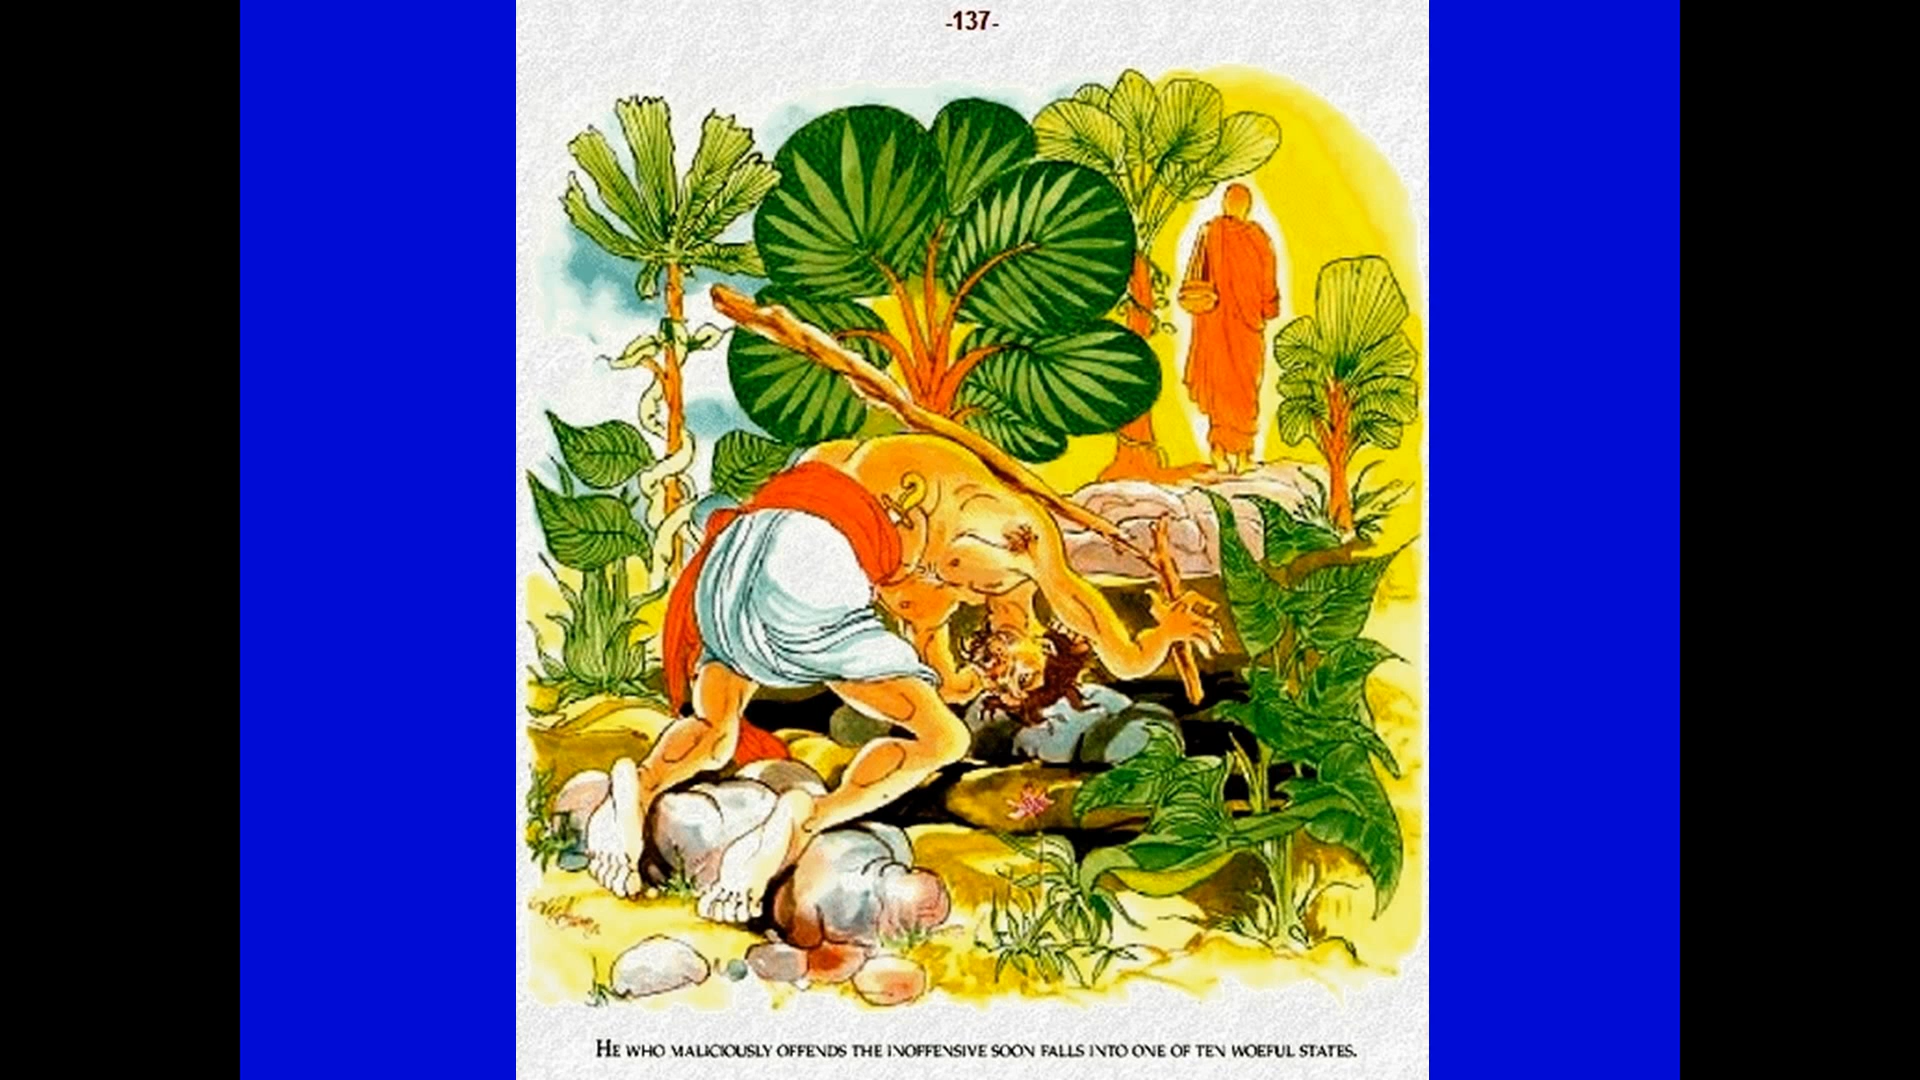 -137-
HE WHO MALICIOUSLY OFFENDS THE INOFFENSIVE SOON FALLS INTO ONE OF TEN WOEFUL STATES.